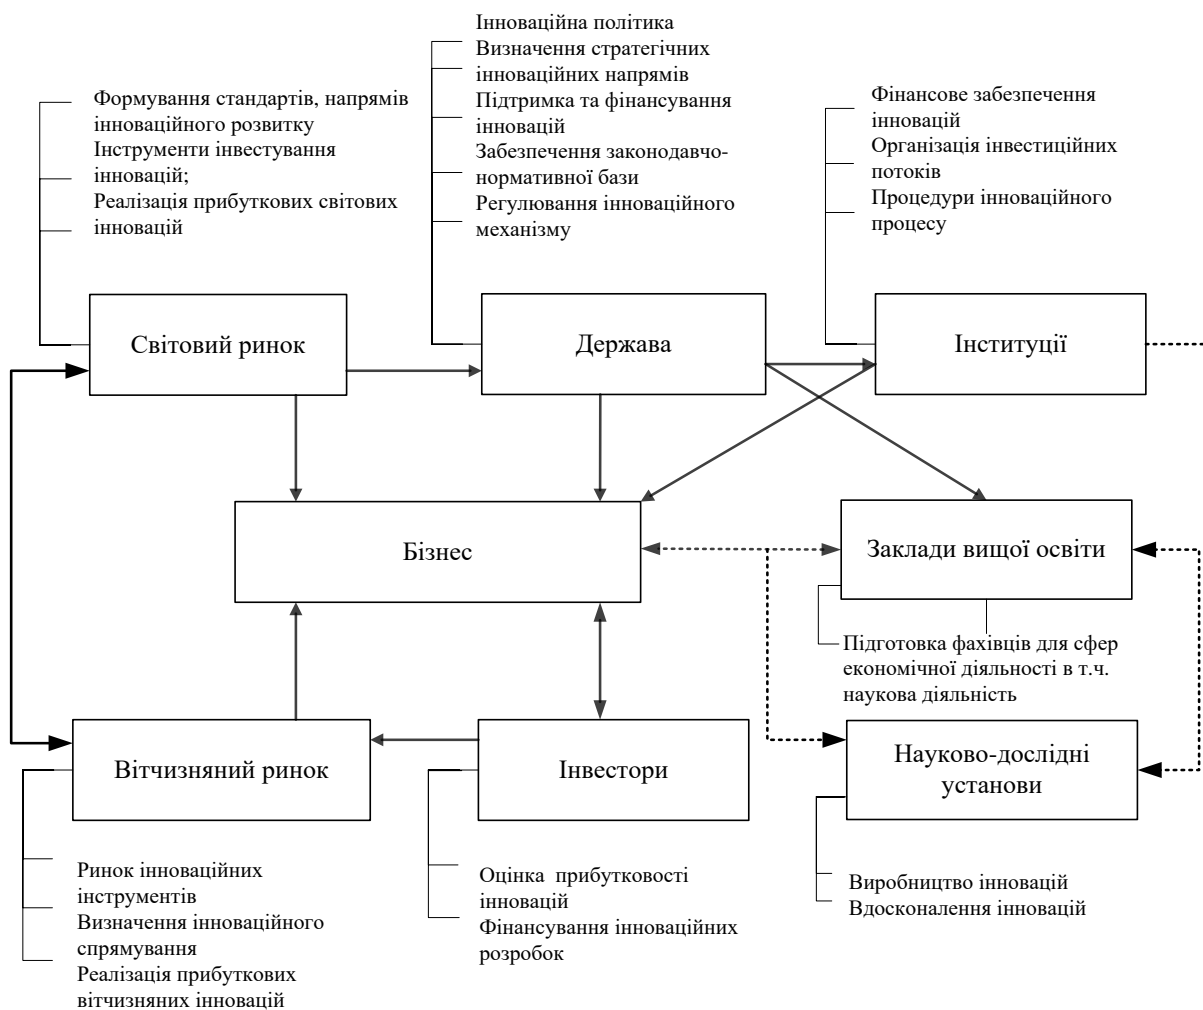 Інноваційна політика
Визначення стратегічних
інноваційних напрямів
Підтримка та фінансування
інновацій
Забезпечення законодавчо-
нормативної бази
Регулювання інноваційного
механізму
Формування стандартів, напрямів
інноваційного розвитку
Інструменти інвестування
інновацій;
Реалізація прибуткових світових
інновацій
Фінансове забезпечення
інновацій
Організація інвестиційних
потоків
Процедури інноваційного
процесу
Світовий ринок
Держава
Інституції
Бізнес
Заклади вищої освіти
Підготовка фахівців для сфер
економічної діяльності в т.ч.
наукова діяльність
Вітчизняний ринок
Інвестори
Науково-дослідні
установи
Ринок інноваційних
інструментів
Визначення інноваційного
спрямування
Реалізація прибуткових
вітчизняних інновацій
Оцінка прибутковості
інновацій
Фінансування інноваційних
розробок
Виробництво інновацій
Вдосконалення інновацій